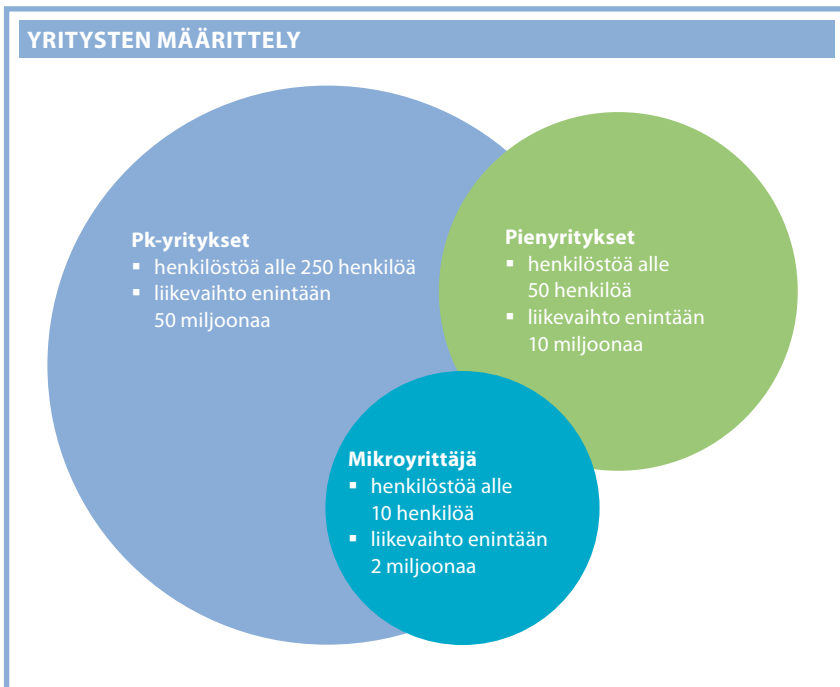 YRITYSTEN MÄÄRITTELY
Pk-yritykset
▪ henkilöstöä alle 250 henkilöä
▪ liikevaihto enintään
50 miljoonaa
Pienyritykset
▪ henkilöstöä alle
50 henkilöä
▪ liikevaihto enintään
10 miljoonaa
Mikroyrittäjä
▪ henkilöstöä alle
10 henkilöä
▪ liikevaihto enintään
2 miljoonaa